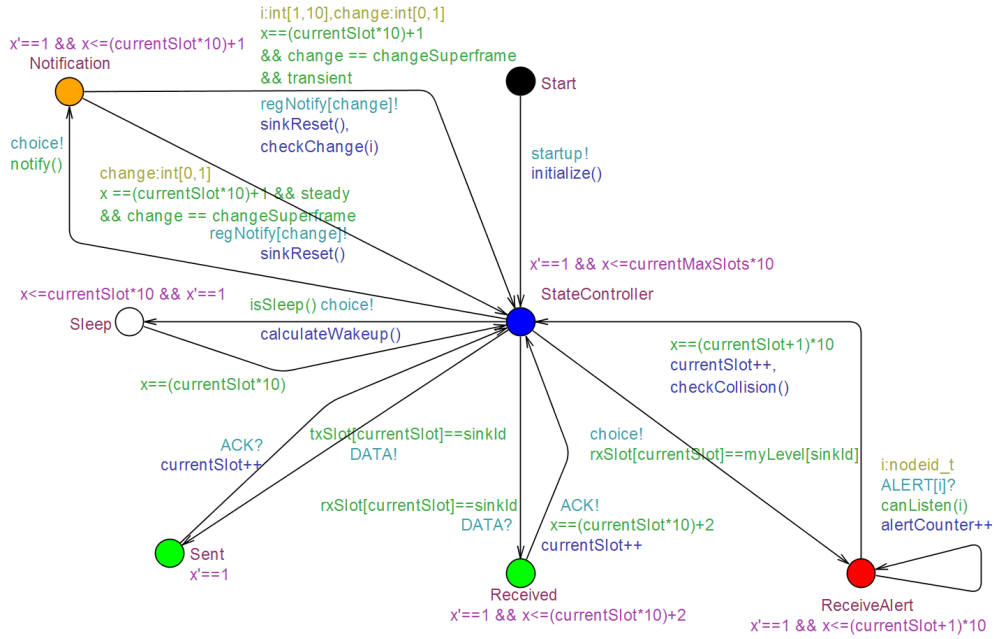 i:int[1,10],change:int[0,1]
x==(currentSlot*10)+1
&& change == changeSuperframe
&& transient
regNotify[change]!
sinkReset(),
checkChange(i)
x'==1 && x<=(currentSlot*10)+1
Notification
Start
startup!
initialize()
choice!
notify()
change:int[0,1]
x ==(currentSlot*10)+1 && steady
&& change == changeSuperframe
regNotify[change]!
sinkReset()
x'==1 && x<=currentMaxSlots*10
StateController
x<=currentSlot*10 && x'==1
Sleep
isSleep() choice!
calculateWakeup()
x==(currentSlot*10)
x==(currentSlot+1)*10
currentSlot++,
checkCollision()
ACK?
currentSlot++
txSlot[currentSlot]==sinkId
DATA!
choice!
rxSlot[currentSlot]==myLevel[sinkId]
i:nodeid_t
ALERT[i]?
canListen(i)
alertCounter++
rxSlot[currentSlot]==sinkId
DATA?
ACK!
x==(currentSlot*10)+2
currentSlot++
Sent
x'==1
Received
x'==1 && x<=(currentSlot*10)+2
ReceiveAlert
x'==1 && x<=(currentSlot+1)*10